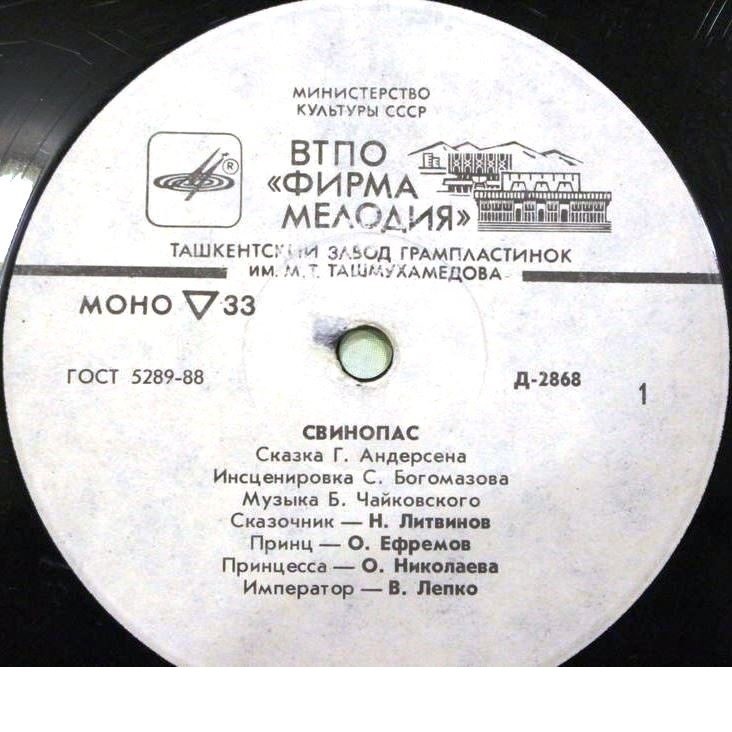 МИНИСТЕРСТВО
КУЛЬТУРЫ СССР
ВТПО
«ФИРМА
МЕЛОДИЯ»
®
ТАШКЕНТСКИЙ ЗАВОД ГРАМПЛАСТИНОК
ИМ. М. Т. ТАШМУХАМЕДОВА
МОНО ▽ 33
ГОСТ 5289-88
Д-2868
1
СВИНОПАС
Сказка Г. Андерсена
Инсценировка С. Богомазова
Музыка Б. Чайковского
Сказочник — Н. Литвинов
Принц — О. Ефремов
Принцесса — О. Николаева
Император — В. Лепко